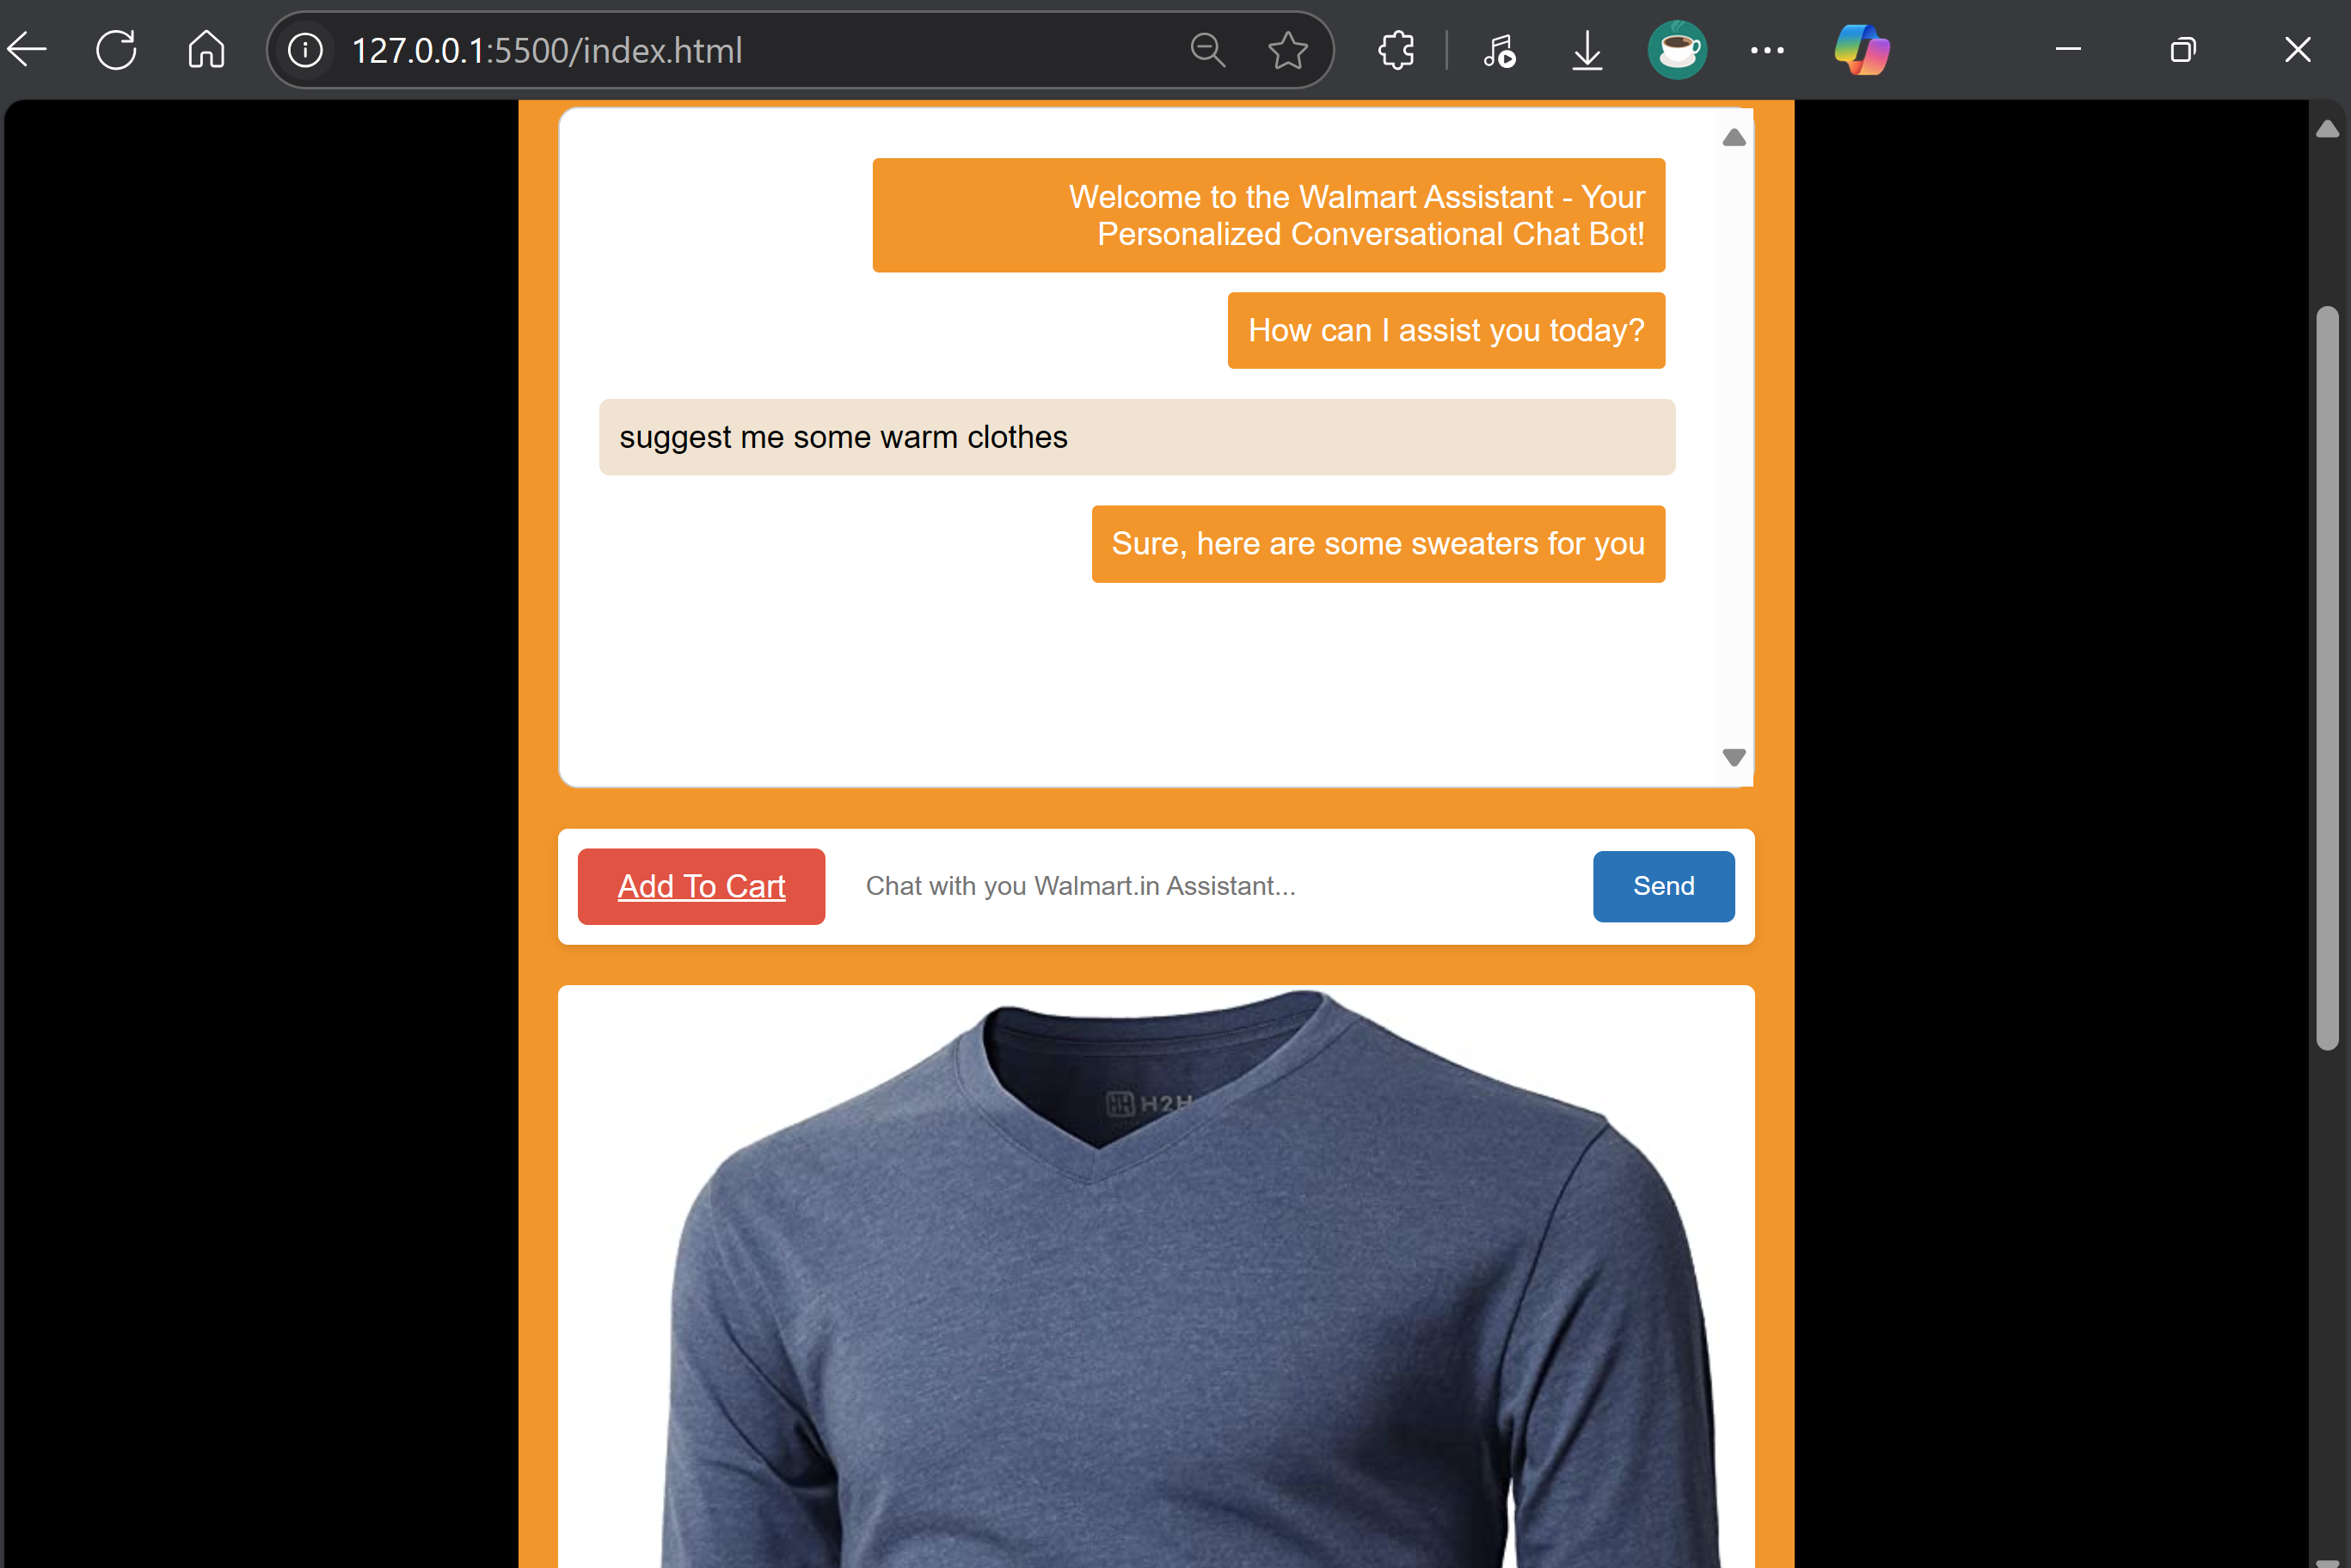 127.0.0.1:5500/index.html
Welcome to the Walmart Assistant - Your
Personalized Conversational Chat Bot!
How can I assist you today?
suggest me some warm clothes
Sure, here are some sweaters for you
Add To Cart
Chat with you Walmart.in Assistant...
Send
H2H